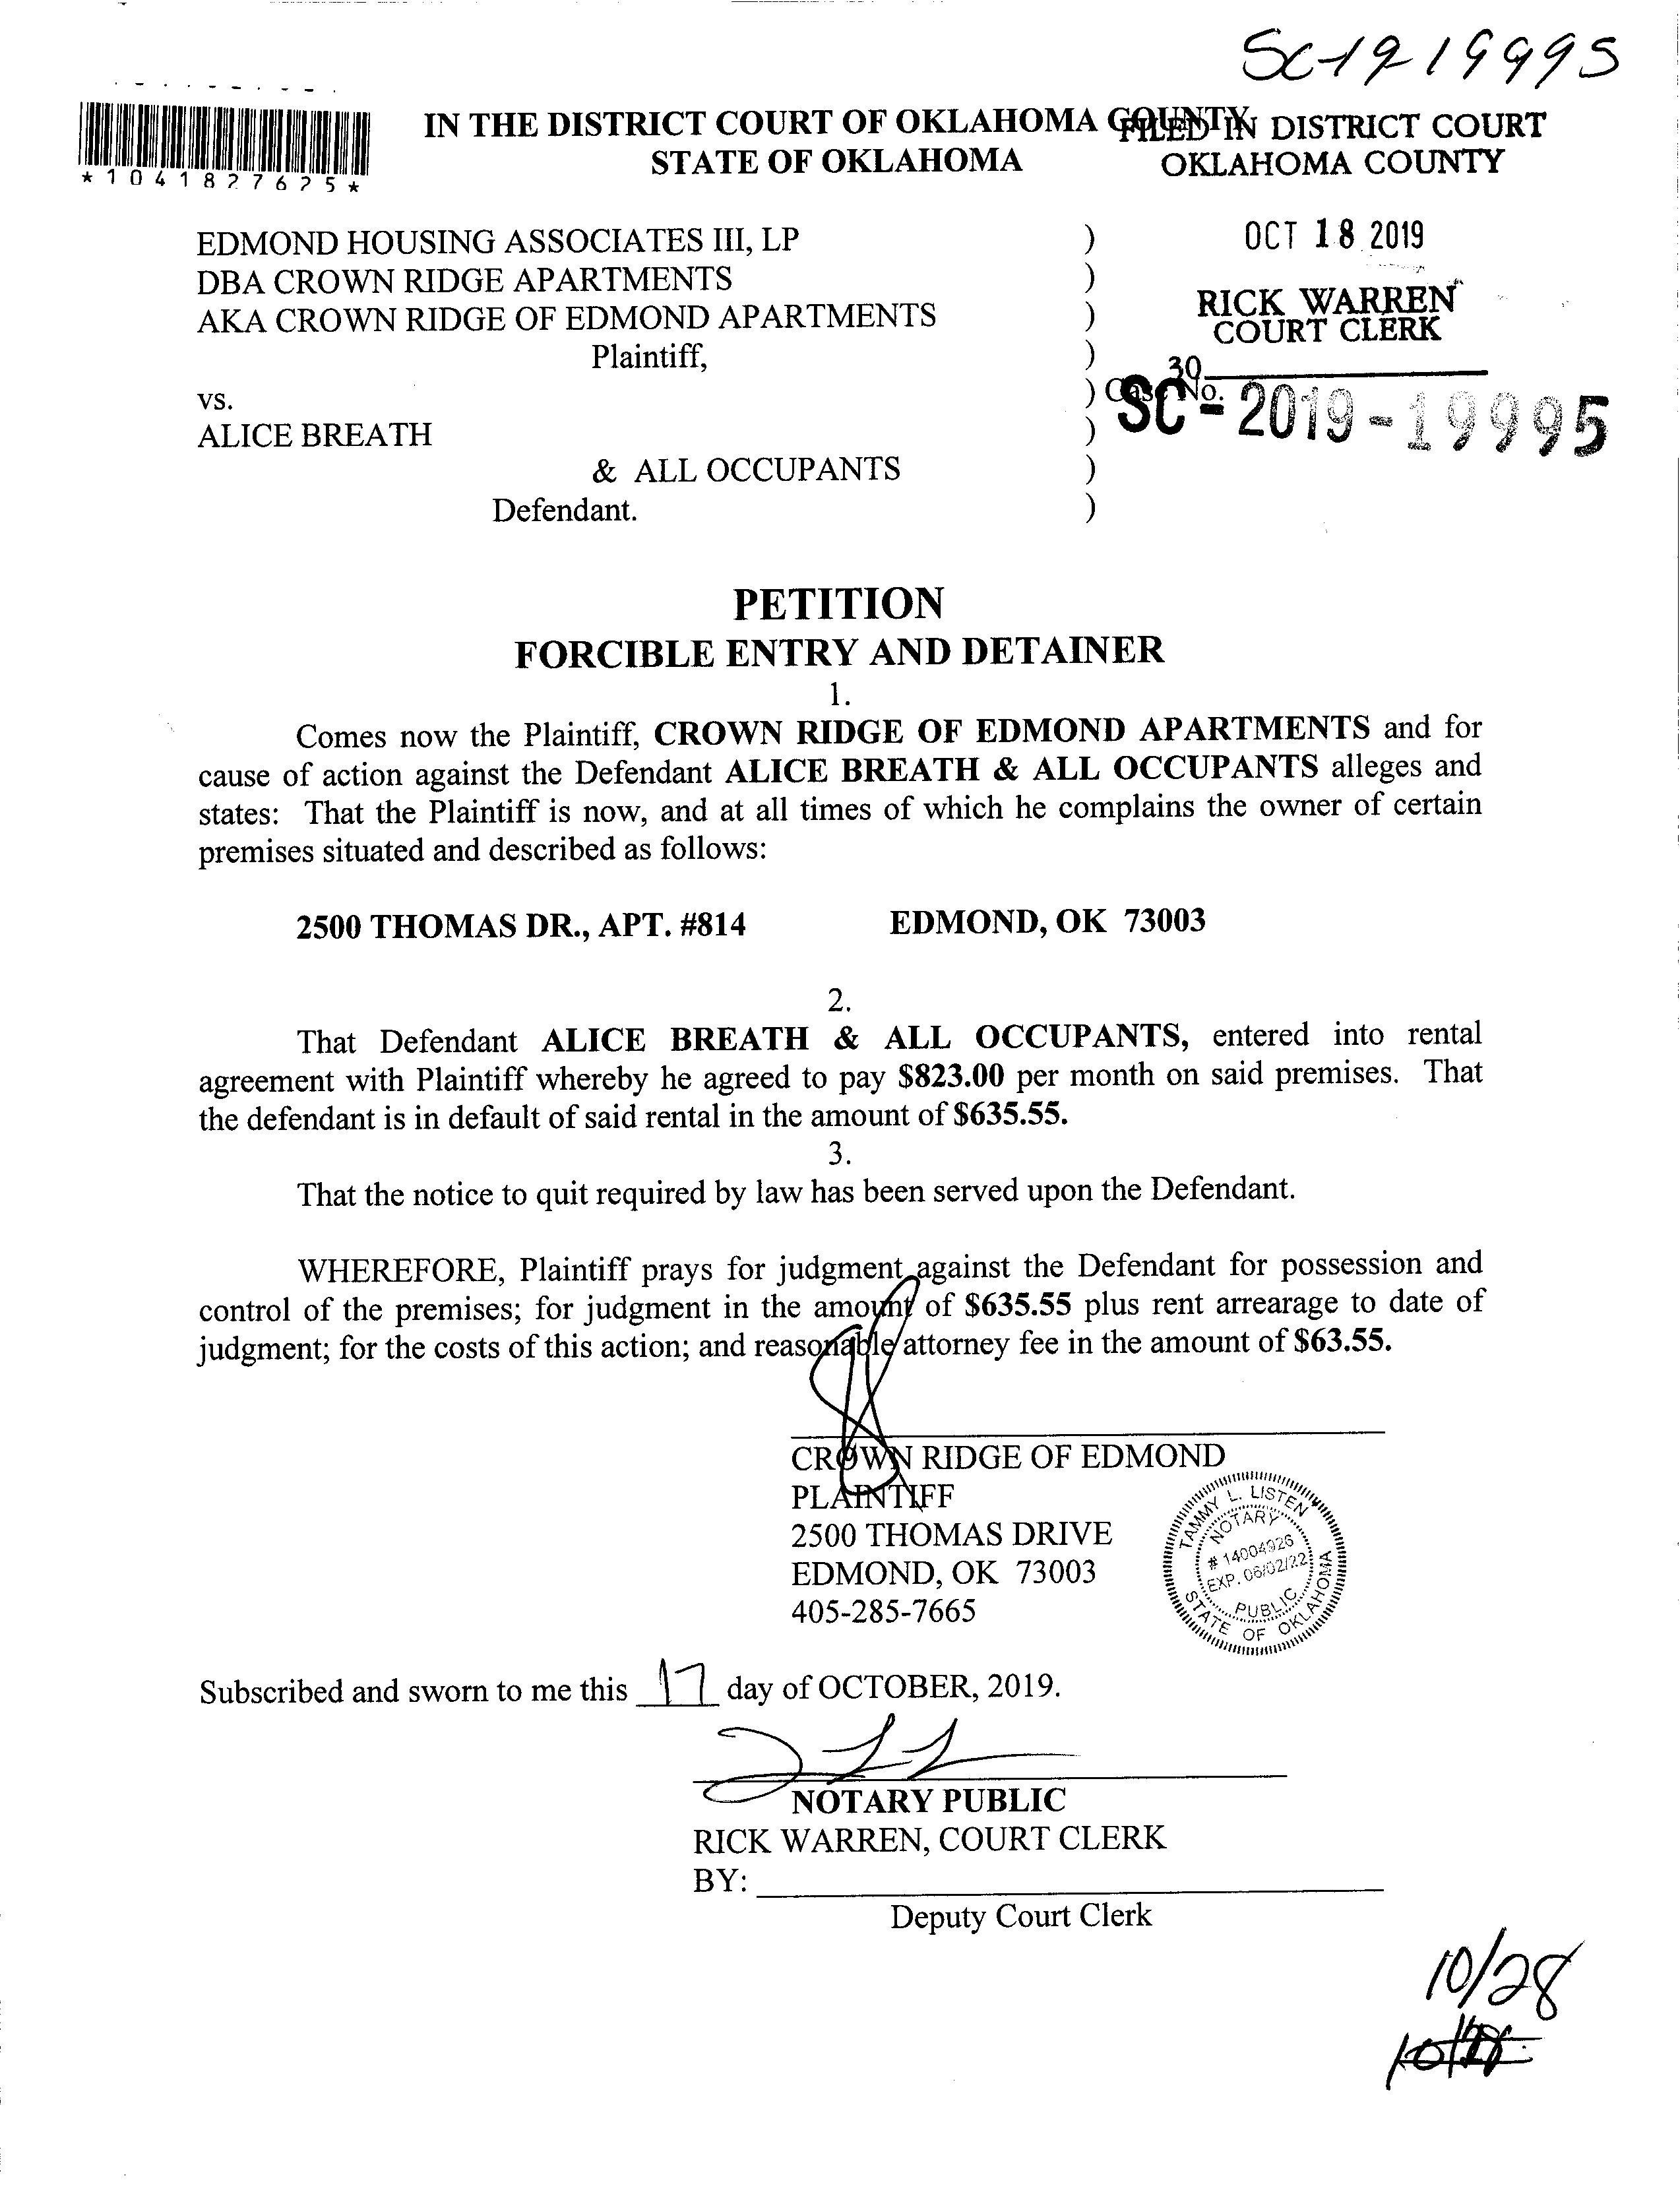 SC-19 19995
*1041827625*
IN THE DISTRICT COURT OF OKLAHOMA COUNTY
STATE OF OKLAHOMA
FILED IN DISTRICT COURT
OKLAHOMA COUNTY
OCT 18 2019
RICK WARREN
COURT CLERK
30
EDMOND HOUSING ASSOCIATES III, LP )
DBA CROWN RIDGE APARTMENTS )
AKA CROWN RIDGE OF EDMOND APARTMENTS )
Plaintiff, )
vs. ) Case No. SC-2019-19995
ALICE BREATH )
& ALL OCCUPANTS )
Defendant. )
PETITION
FORCIBLE ENTRY AND DETAINER
1.
Comes now the Plaintiff, CROWN RIDGE OF EDMOND APARTMENTS and for
cause of action against the Defendant ALICE BREATH & ALL OCCUPANTS alleges and
states: That the Plaintiff is now, and at all times of which he complains the owner of certain
premises situated and described as follows:
2500 THOMAS DR., APT. #814 EDMOND, OK 73003
2.
That Defendant ALICE BREATH & ALL OCCUPANTS, entered into rental
agreement with Plaintiff whereby he agreed to pay $823.00 per month on said premises. That
the defendant is in default of said rental in the amount of $635.55.
3.
That the notice to quit required by law has been served upon the Defendant.
WHEREFORE, Plaintiff prays for judgment against the Defendant for possession and
control of the premises; for judgment in the amount of $635.55 plus rent arrearage to date of
judgment; for the costs of this action; and reasonable attorney fee in the amount of $63.55.
CROWN RIDGE OF EDMOND
PLAINTIFF
2500 THOMAS DRIVE
EDMOND, OK 73003
405-285-7665
TAMMY L. LISTEN
NOTARY
# 14004926
EXP. 06/02/22
PUBLIC
STATE OF OKLAHOMA
Subscribed and sworn to me this 17 day of OCTOBER, 2019.
NOTARY PUBLIC
RICK WARREN, COURT CLERK
BY:
Deputy Court Clerk
10/28